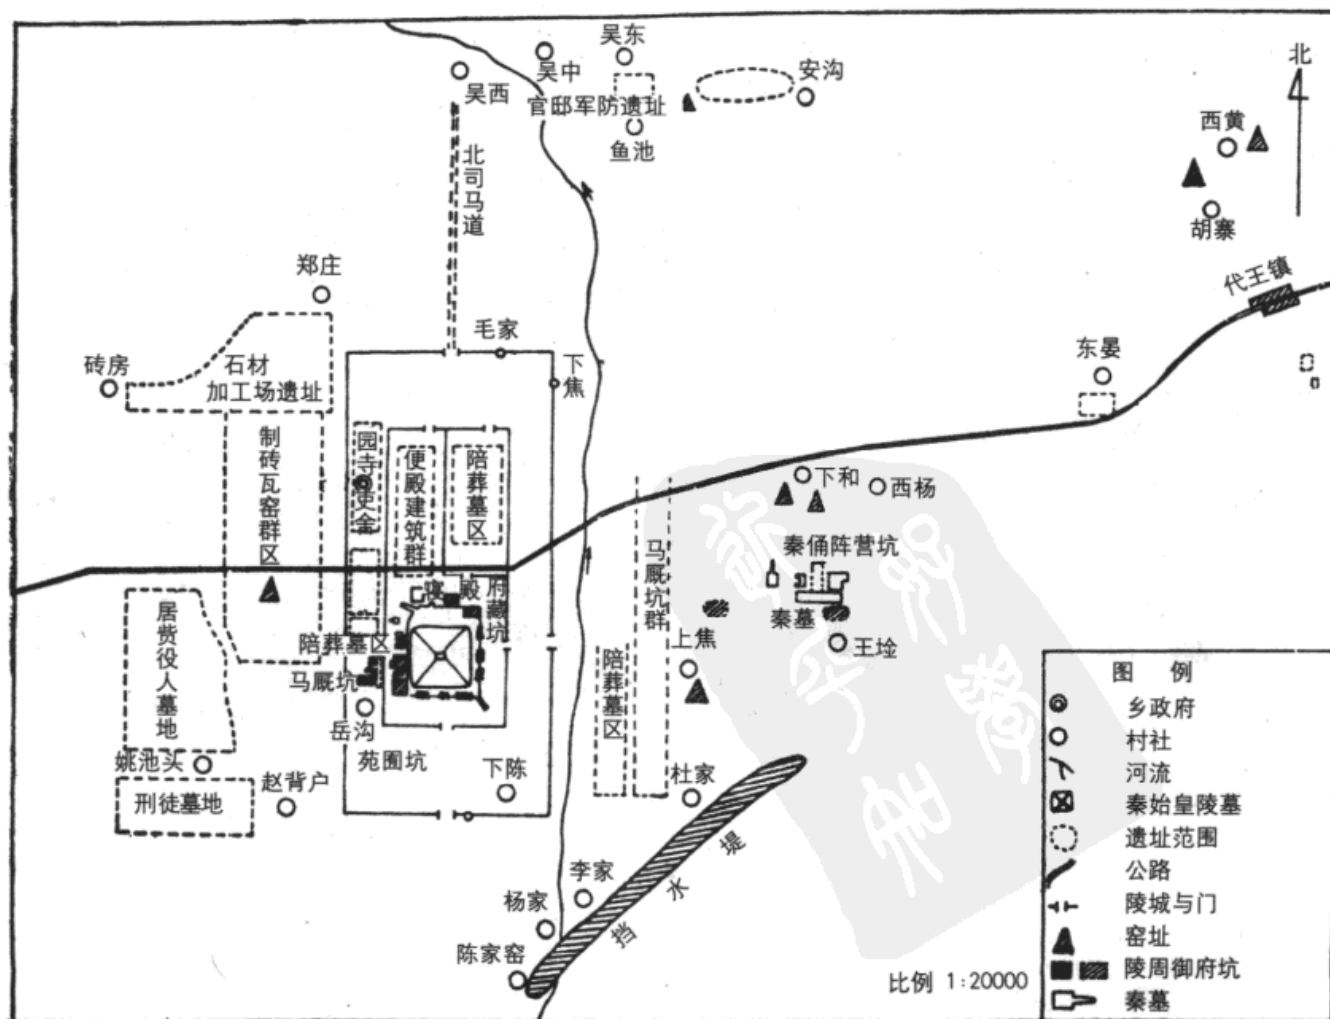 吴东
吴中
吴西
安沟
北
官邸军防遗址
鱼池
西黄
胡寨
北司马道
代王镇
郑庄
毛家
下焦
砖房
石材
加工场遗址
东晏
制砖瓦窑群区
园寺吏舍
便殿建筑群
陪葬墓区
下和
西杨
马厩坑群
秦俑阵营坑
寝殿
府藏坑
秦墓
居赀役人墓地
陪葬墓区
上焦
王埝
马厩坑
陪葬墓区
岳沟
苑囿坑
姚池头
赵背户
下陈
杜家
刑徒墓地
李家
杨家
陈家窑
挡水堤
比例 1:20000
图例
乡政府
村社
河流
秦始皇陵墓
遗址范围
公路
陵城与门
窑址
陵周御府坑
秦墓